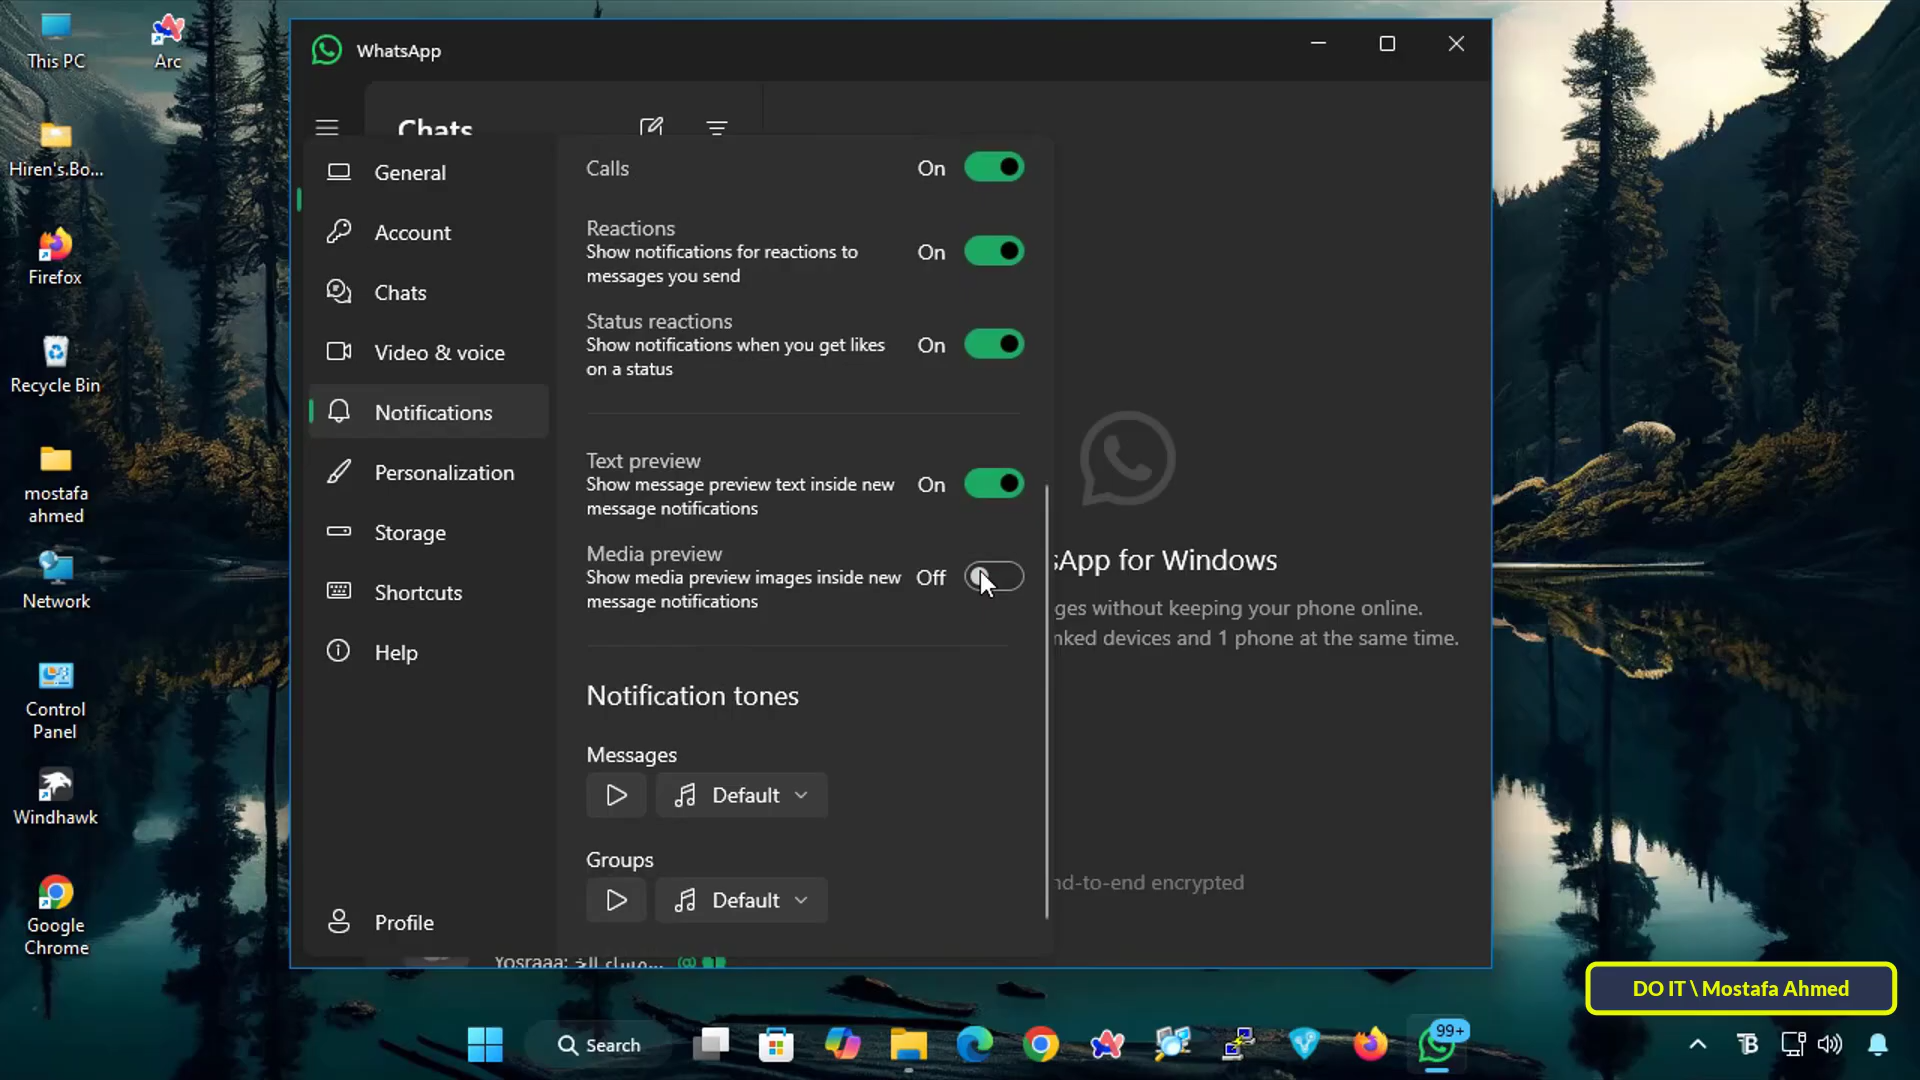 This PC
Arc
Hiren's.Bo...
Firefox
Recycle Bin
mostafa
ahmed
Network
Control
Panel
Windhawk
Google
Chrome
WhatsApp
Chats
General
Account
Chats
Video & voice
Notifications
Personalization
Storage
Shortcuts
Help
Profile
Calls
On
Reactions
Show notifications for reactions to
messages you send
On
Status reactions
Show notifications when you get likes
on a status
On
Text preview
Show message preview text inside new
message notifications
On
Media preview
Show media preview images inside new
message notifications
Off
Notification tones
Messages
Default
Groups
Default
sApp for Windows
ges without keeping your phone online.
nked devices and 1 phone at the same time.
nd-to-end encrypted
Yosraaa:
DO IT \ Mostafa Ahmed
Search
99+